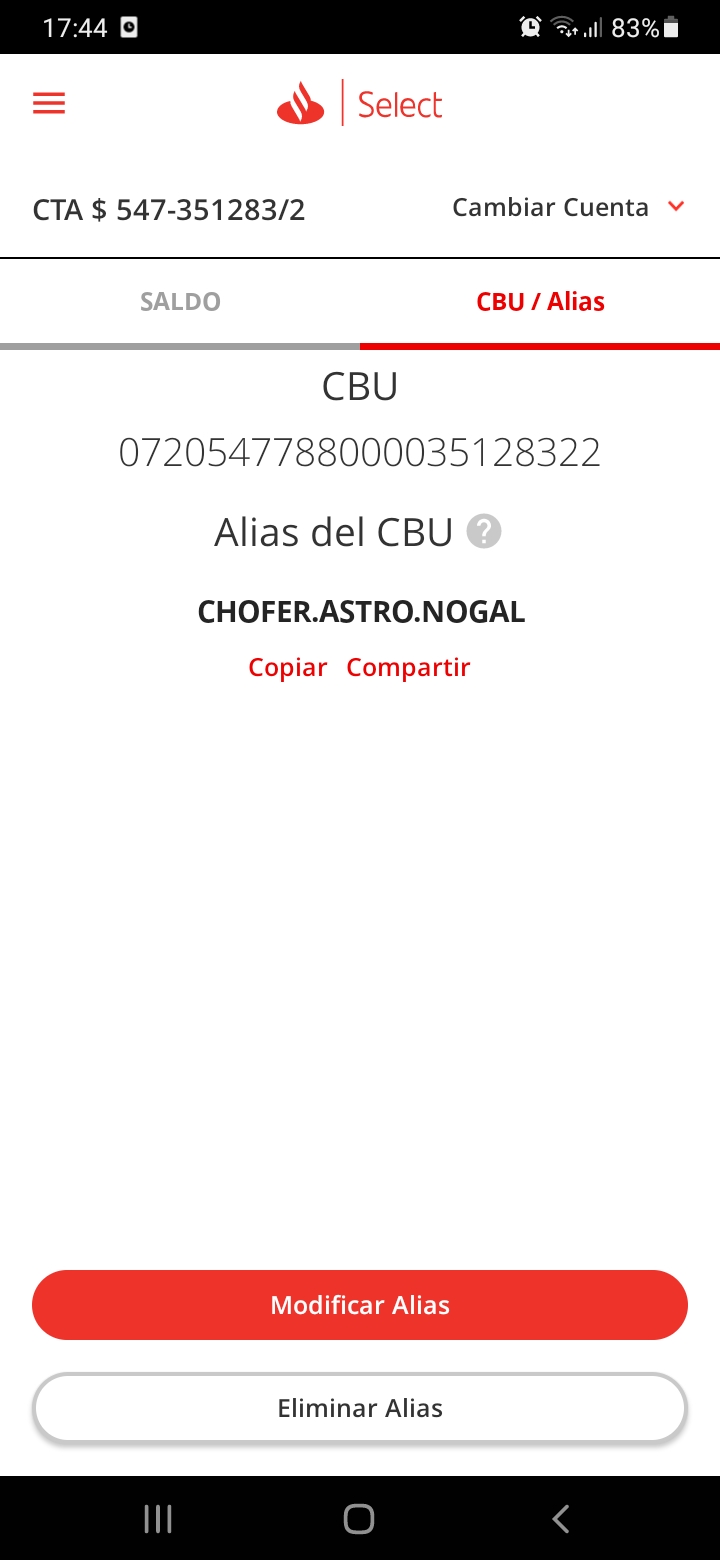 17:44
83%
Select
CTA $ 547-351283/2
Cambiar Cuenta
SALDO
CBU / Alias
CBU
0720547788000035128322
Alias del CBU ?
CHOFER.ASTRO.NOGAL
Copiar Compartir
Modificar Alias
Eliminar Alias